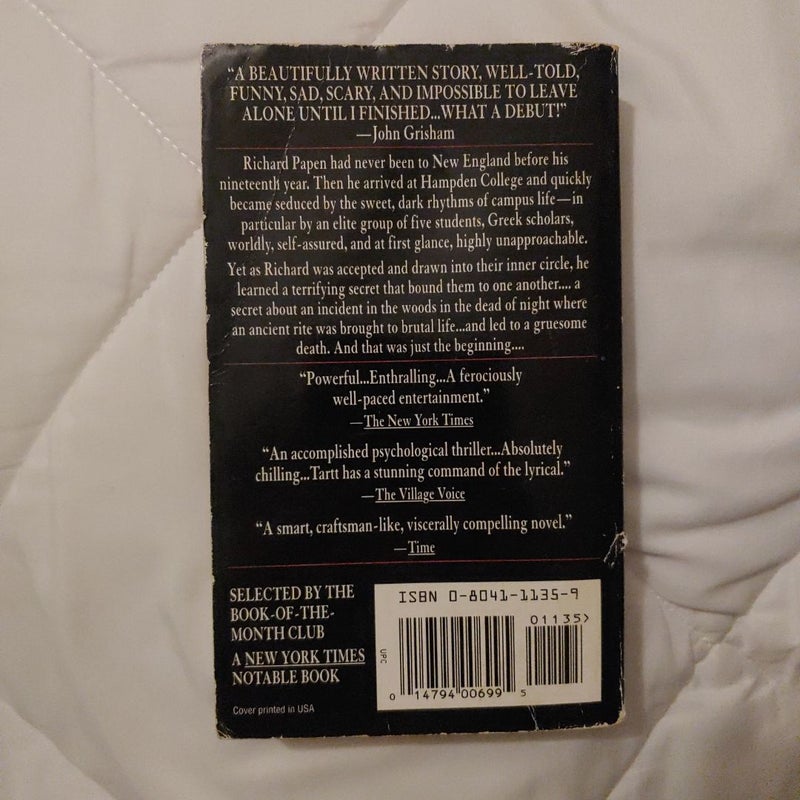 “A BEAUTIFULLY WRITTEN STORY, WELL-TOLD,
FUNNY, SAD, SCARY, AND IMPOSSIBLE TO LEAVE
ALONE UNTIL I FINISHED...WHAT A DEBUT!”
—John Grisham
Richard Papen had never been to New England before his
nineteenth year. Then he arrived at Hampden College and quickly
became seduced by the sweet, dark rhythms of campus life—in
particular by an elite group of five students, Greek scholars,
worldly, self-assured, and at first glance, highly unapproachable.
Yet as Richard was accepted and drawn into their inner circle, he
learned a terrifying secret that bound them to one another.... a
secret about an incident in the woods in the dead of night where
an ancient rite was brought to brutal life...and led to a gruesome
death. And that was just the beginning....
“Powerful...Enthralling...A ferociously
well-paced entertainment.”
—The New York Times
“An accomplished psychological thriller...Absolutely
chilling...Tartt has a stunning command of the lyrical.”
—The Village Voice
“A smart, craftsman-like, viscerally compelling novel.”
—Time
SELECTED BY THE
BOOK-OF-THE-
MONTH CLUB
A NEW YORK TIMES
NOTABLE BOOK
Cover printed in USA
ISBN 0-8041-1135-9
01135>
UPC
0 14794 00699 5